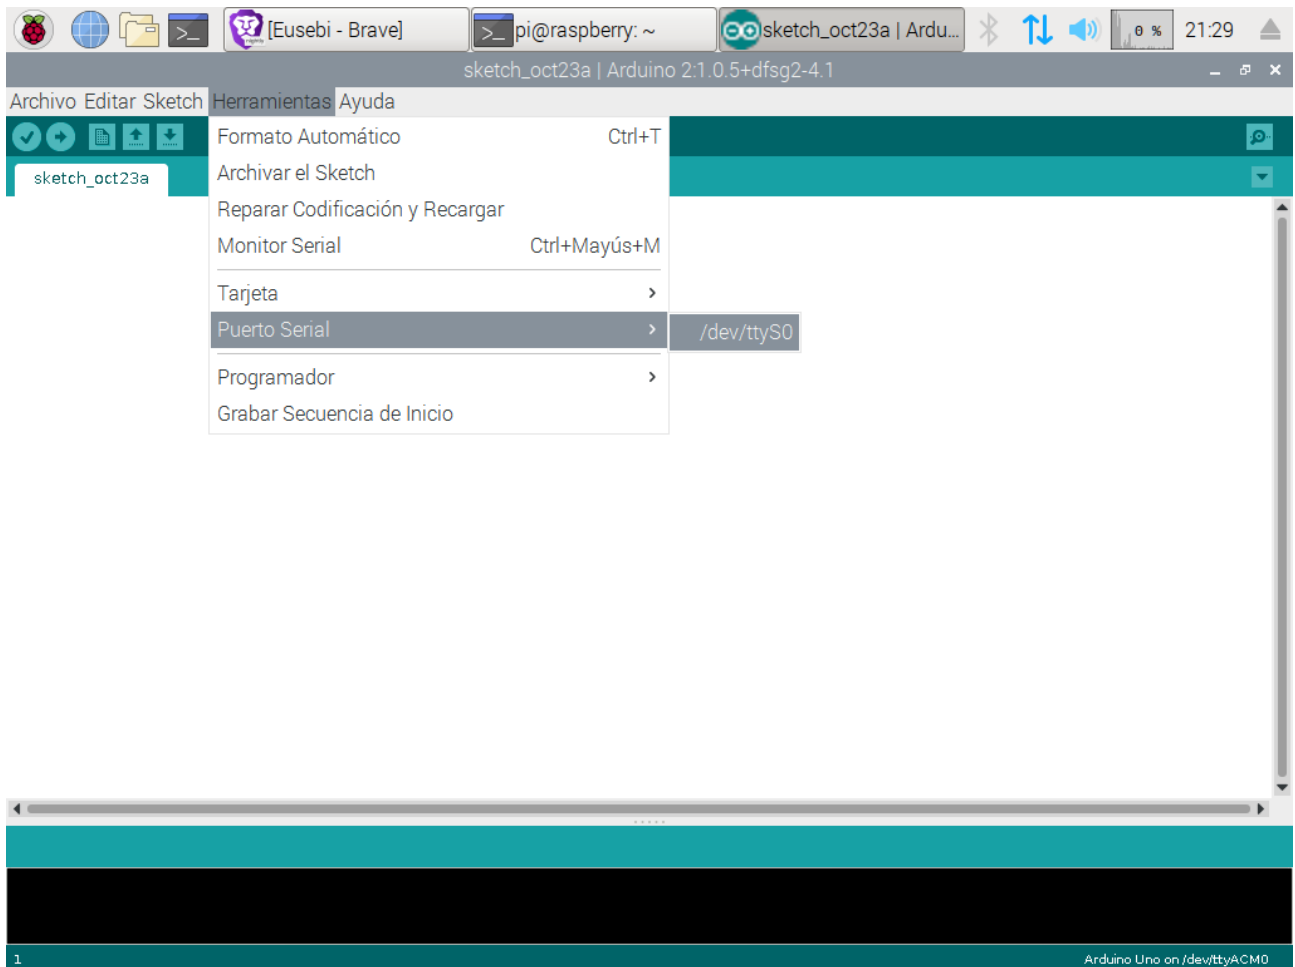 [Eusebi - Brave] pi@raspberry: ~ sketch_oct23a | Ardu... 0 % 21:29
sketch_oct23a | Arduino 2:1.0.5+dfsg2-4.1
Archivo Editar Sketch Herramientas Ayuda
Formato Automático Ctrl+T
Archivar el Sketch
sketch_oct23a
Reparar Codificación y Recargar
Monitor Serial Ctrl+Mayús+M
Tarjeta
Puerto Serial /dev/ttyS0
Programador
Grabar Secuencia de Inicio
1 Arduino Uno on /dev/ttyACM0